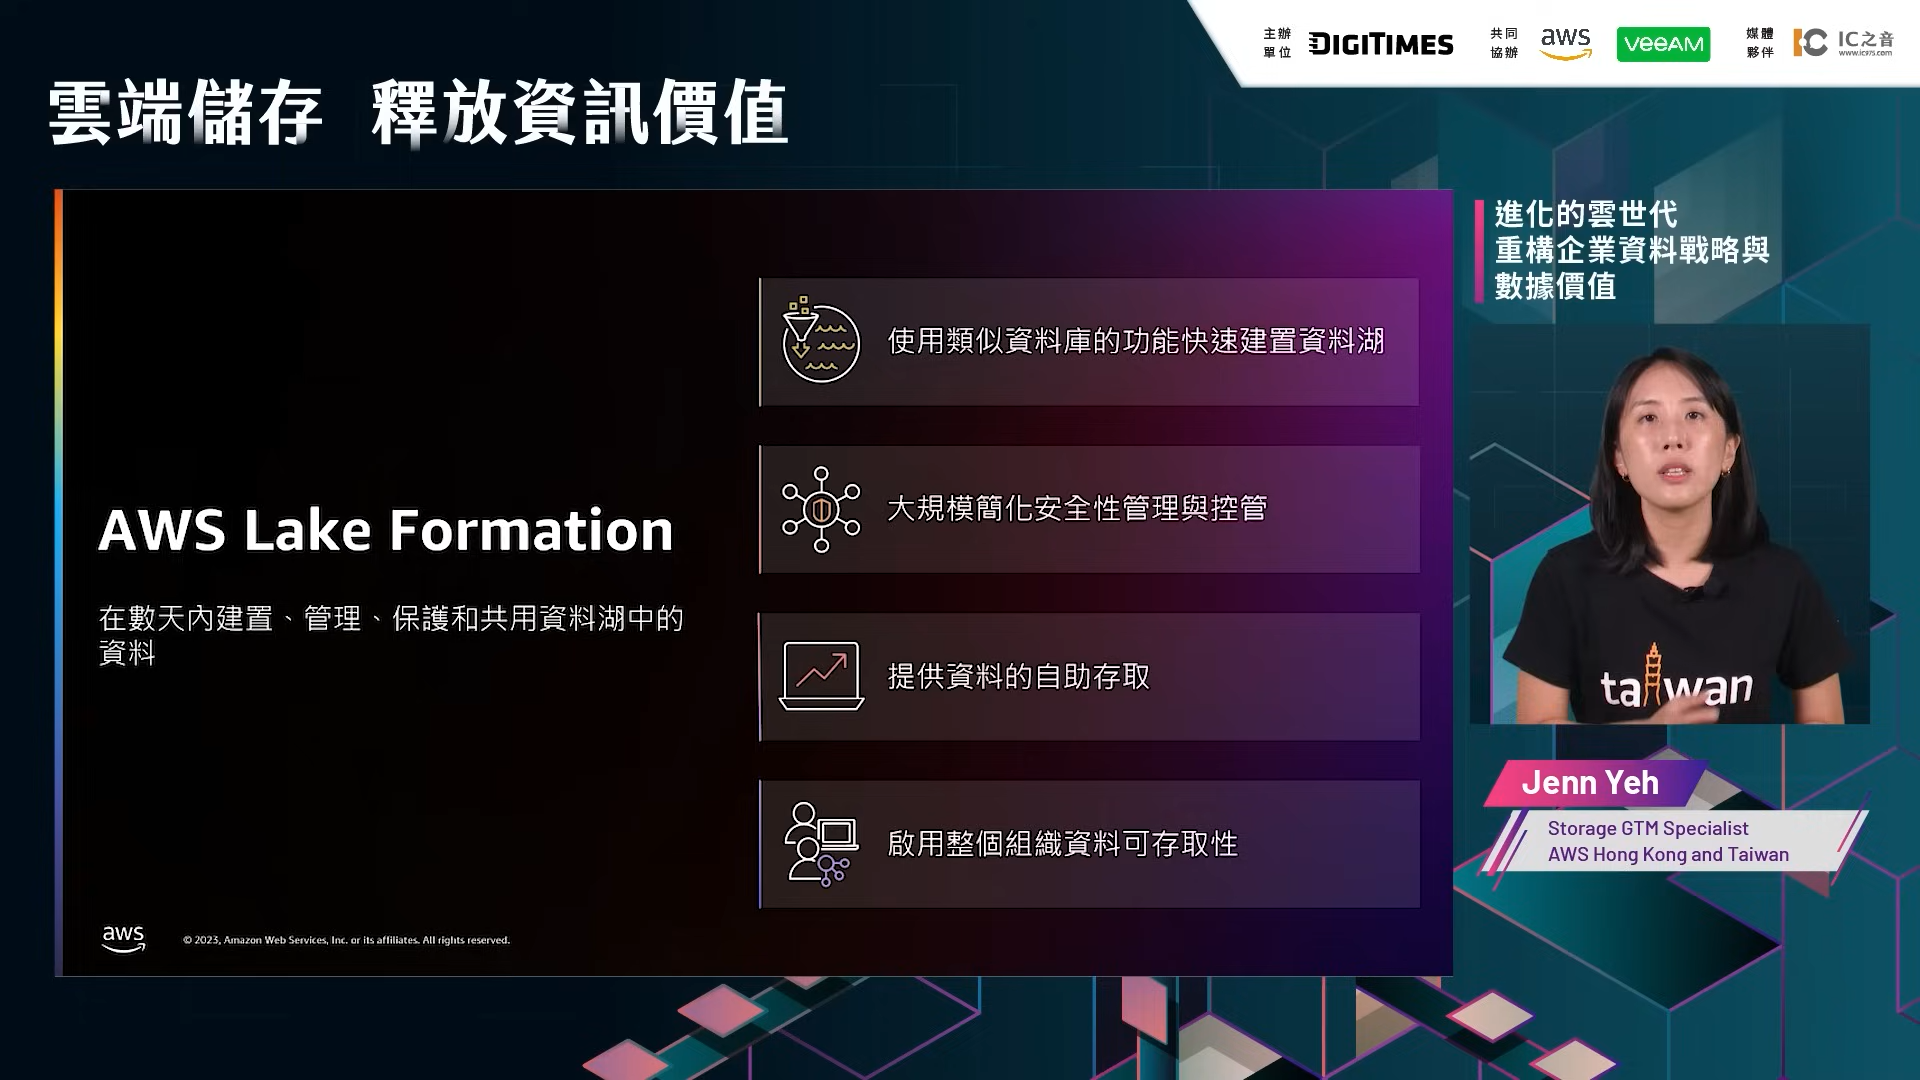 主辦
單位
DIGITIMES
共同
協辦
aws
veeAM
媒體
夥伴
IC之音
www.ic975.com
雲端儲存 釋放資訊價值
進化的雲世代
重構企業資料戰略與
數據價值
AWS Lake Formation
在數天內建置、管理、保護和共用資料湖中的
資料
使用類似資料庫的功能快速建置資料湖
大規模簡化安全性管理與控管
提供資料的自助存取
啟用整個組織資料可存取性
aws
© 2023, Amazon Web Services, Inc. or its affiliates. All rights reserved.
taiwan
Jenn Yeh
Storage GTM Specialist
AWS Hong Kong and Taiwan